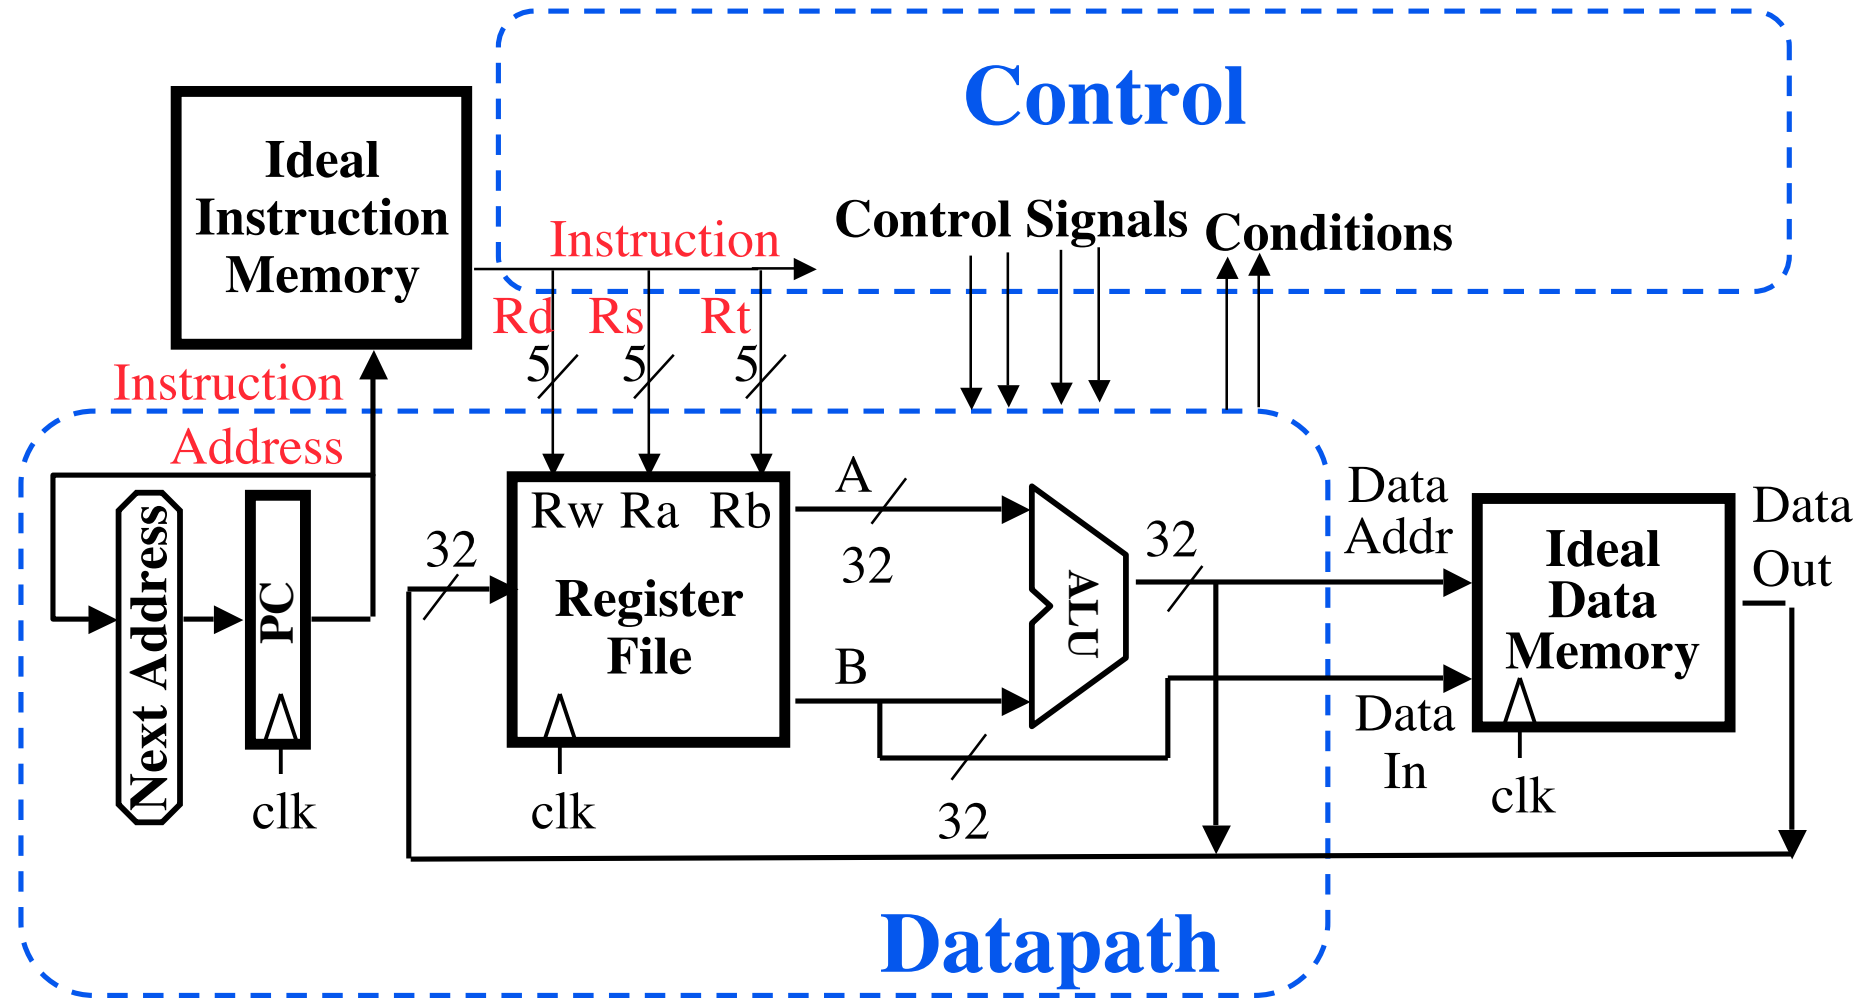 Control
Ideal
Instruction
Memory
Control Signals
Conditions
Instruction
Rd Rs Rt
5 5 5
Instruction
Address
Next Address
PC
clk
32
Rw Ra Rb
Register
File
clk
A
32
B
32
ALU
32
Data
Addr
Data
In
Ideal
Data
Memory
clk
Data
Out
Datapath